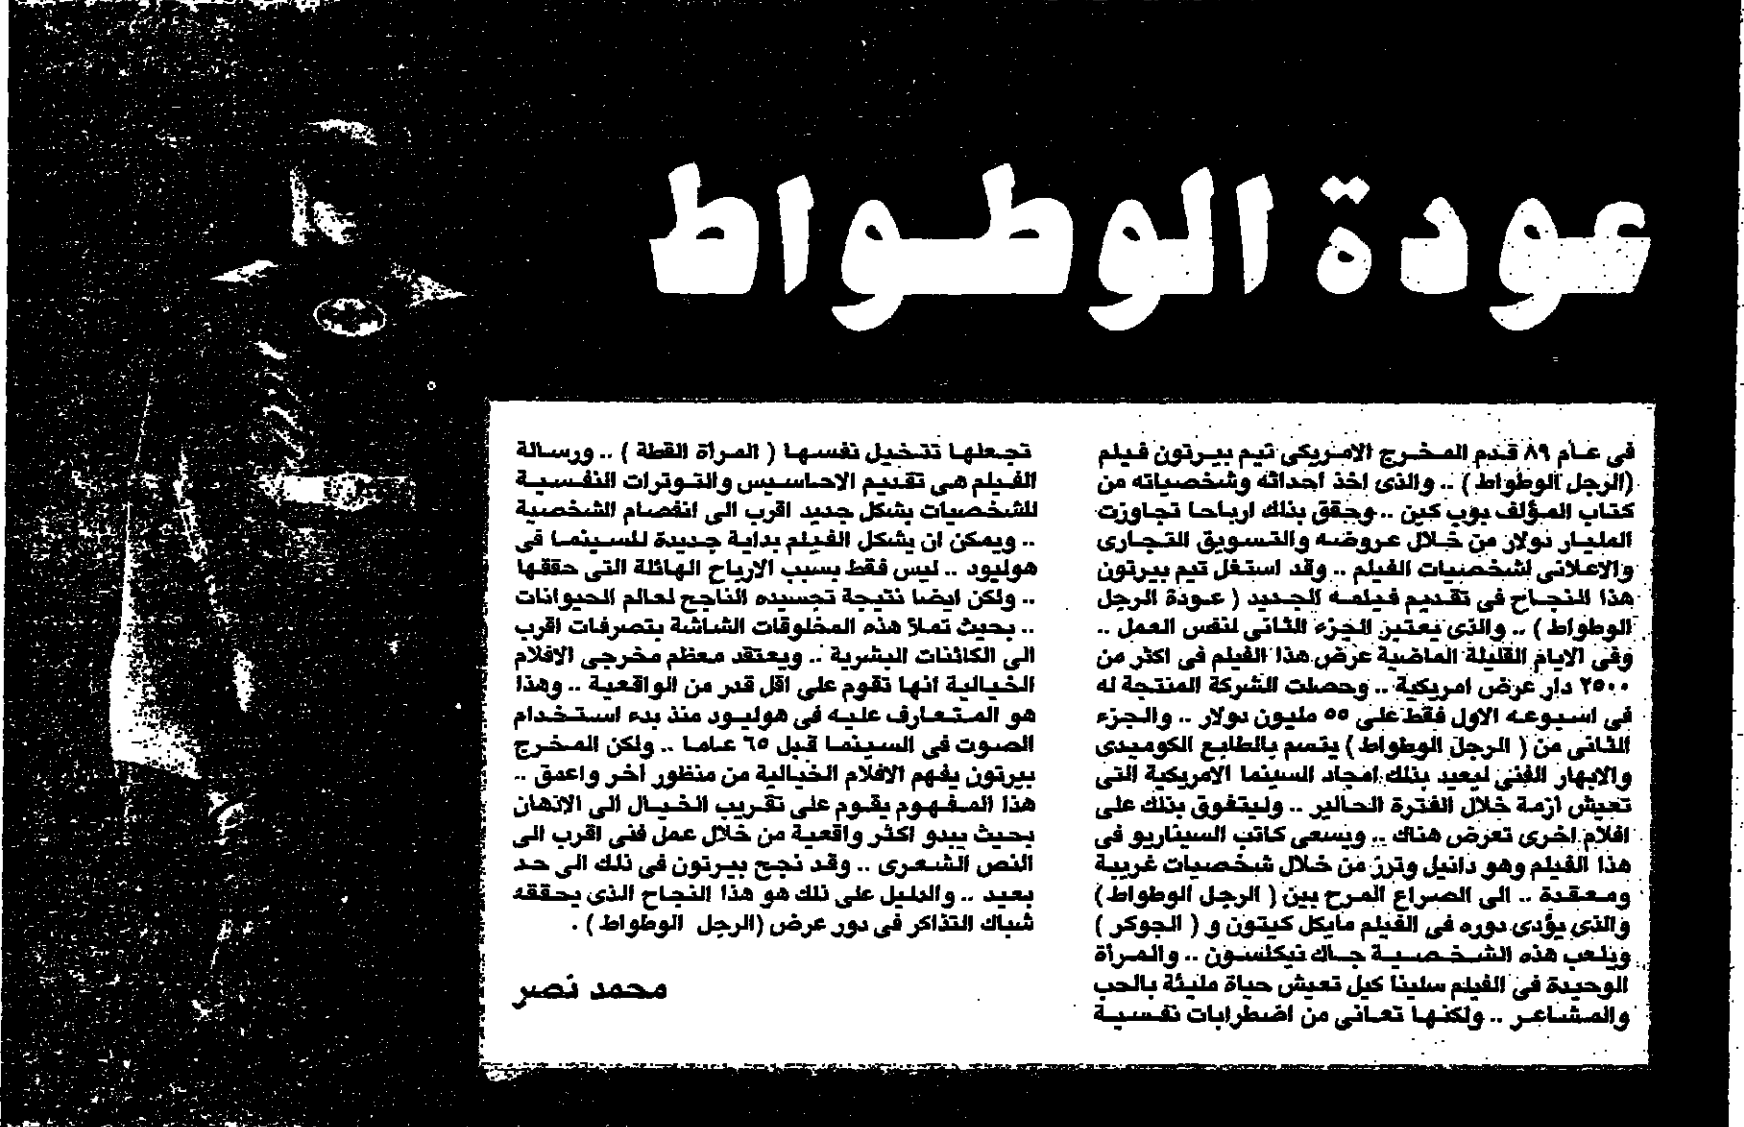 عودة الوطواط
فى عام ٨٩ قدم المخرج الامريكى تيم بيرتون فيلم
(الرجل الوطواط) .. والذى اخذ احداثه وشخصياته من
كتاب المؤلف بوب كين .. وحقق بذلك ارباحا تجاوزت
المليار دولار من خلال عروضه والتسويق التجارى
والاعلانى لشخصيات الفيلم .. وقد استغل تيم بيرتون
هذا النجاح فى تقديم فيلمه الجديد ( عودة الرجل
الوطواط ) .. والذى يعتبر الجزء الثانى لنفس العمل ..
وفى الايام القليلة الماضية عرض هذا الفيلم فى اكثر من
٢٥٠٠ دار عرض امريكية .. وحصلت الشركة المنتجة له
فى اسبوعه الاول فقط على ٥٥ مليون دولار .. والجزء
الثانى من ( الرجل الوطواط ) يتسم بالطابع الكوميدى
والابهار الفنى ليعيد بذلك امجاد السينما الامريكية التى
تعيش ازمة خلال الفترة الحالية .. وليتفوق بذلك على
افلام اخرى تعرض هناك .. ويسعى كاتب السيناريو فى
هذا الفيلم وهو دانيل وترز من خلال شخصيات غريبة
ومعقدة .. الى الصراع المرح بين ( الرجل الوطواط )
والذى يؤدى دوره فى الفيلم مايكل كيتون و ( الجوكر )
ويلعب هذه الشخصية جاك نيكلسون .. والمرأة
الوحيدة فى الفيلم سلينا كيل تعيش حياة مليئة بالحب
والمشاعر .. ولكنها تعانى من اضطرابات نفسية
تجعلها تتخيل نفسها ( المرأة القطة ) .. ورسالة
الفيلم هى تقديم الاحاسيس والتوترات النفسية
للشخصيات بشكل جديد اقرب الى انفصام الشخصية
.. ويمكن ان يشكل الفيلم بداية جديدة للسينما فى
هوليود .. ليس فقط بسبب الارباح الهائلة التى حققها
.. ولكن ايضا نتيجة تجسيده الناجح لعالم الحيوانات
.. بحيث تملأ هذه المخلوقات الشاشة بتصرفات اقرب
الى الكائنات البشرية .. ويعتقد معظم مخرجى الافلام
الخيالية انها تقوم على اقل قدر من الواقعية .. وهذا
هو المتعارف عليه فى هوليود منذ بدء استخدام
الصوت فى السينما قبل ٦٥ عاما .. ولكن المخرج
بيرتون يفهم الافلام الخيالية من منظور أخر واعمق ..
هذا المفهوم يقوم على تقريب الخيال الى الاذهان
بحيث يبدو اكثر واقعية من خلال عمل فنى اقرب الى
النص الشعرى .. وقد نجح بيرتون فى ذلك الى حد
بعيد .. والدليل على ذلك هو هذا النجاح الذى يحققه
شباك التذاكر فى دور عرض (الرجل الوطواط ) .
محمد نصر